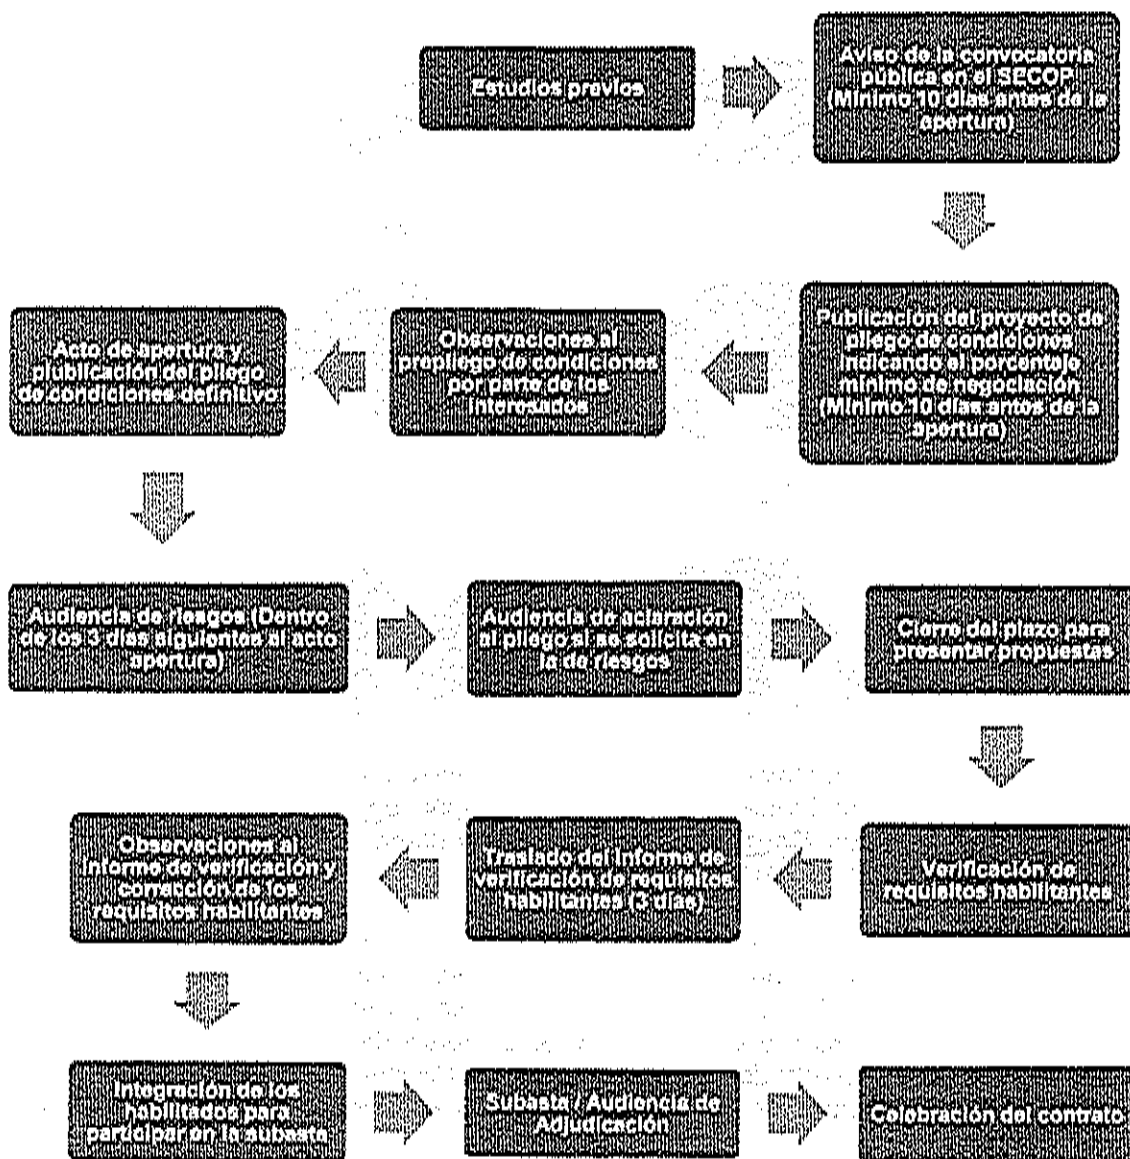 Estudios previos
Aviso de la convocatoria
pública en el SECOP
(Mínimo 10 días antes de la
apertura)
Publicación del proyecto de
pliego de condiciones
indicando el porcentaje
mínimo de negociación
(Mínimo 10 días antes de la
apertura)
Observaciones al
prepliego de condiciones
por parte de los
interesados
Acto de apertura y
plublicación del pliego
de condiciones definitivo
Audiencia de riesgos (Dentro
de los 3 días siguientes al acto
apertura)
Audiencia de aclaración
al pliego si se solicita en
la de riesgos
Cierre del plazo para
presentar propuestas
Verificación de
requisitos habilitantes
Traslado del informe de
verificación de requisitos
habilitantes (3 días)
Observaciones al
informe de verificación y
corrección de los
requisitos habilitantes
Integración de los
habilitados para
participar en la subasta
Subasta / Audiencia de
Adjudicación
Celebración del contrato